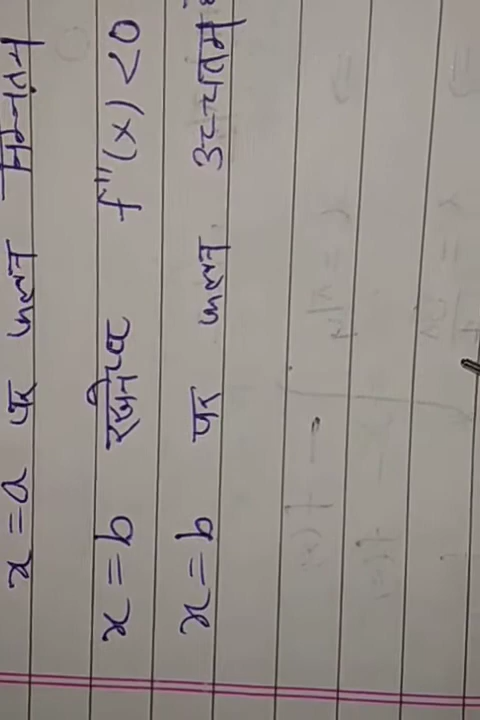 x = a पर फलन निम्नतम
x = b रखनेपर f''(x) < 0
x = b पर फलन उच्चतम